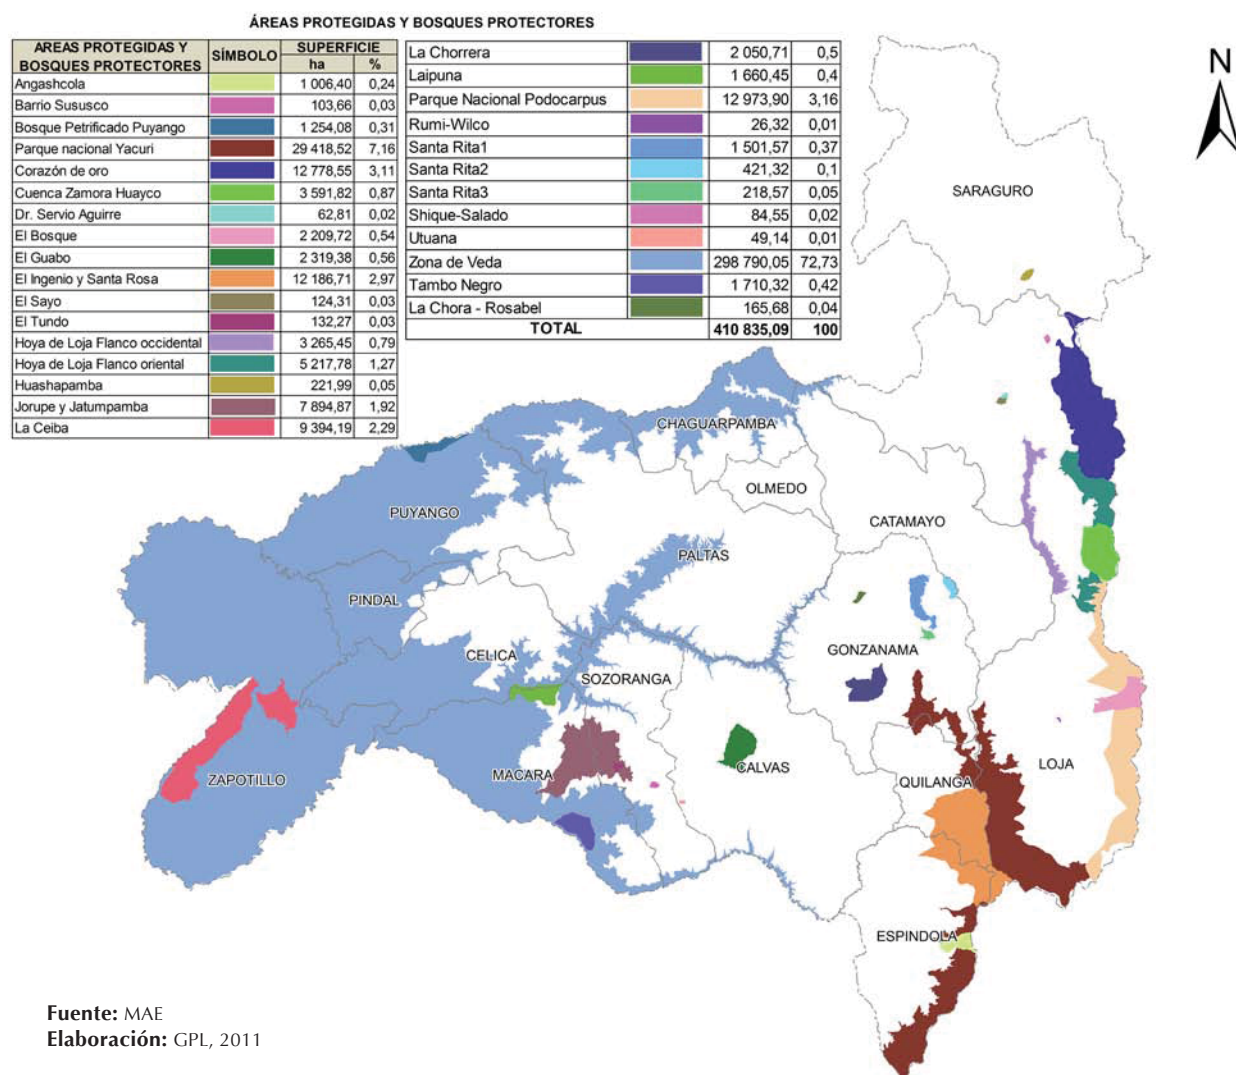 ÁREAS PROTEGIDAS Y BOSQUES PROTECTORES
AREAS PROTEGIDAS Y BOSQUES PROTECTORES SÍMBOLO SUPERFICIE
ha %
Angashcola 1 006,40 0,24
Barrio Sususco 103,66 0,03
Bosque Petrificado Puyango 1 254,08 0,31
Parque nacional Yacuri 29 418,52 7,16
Corazón de oro 12 778,55 3,11
Cuenca Zamora Huayco 3 591,82 0,87
Dr. Servio Aguirre 62,81 0,02
El Bosque 2 209,72 0,54
El Guabo 2 319,38 0,56
El Ingenio y Santa Rosa 12 186,71 2,97
El Sayo 124,31 0,03
El Tundo 132,27 0,03
Hoya de Loja Flanco occidental 3 265,45 0,79
Hoya de Loja Flanco oriental 5 217,78 1,27
Huashapamba 221,99 0,05
Jorupe y Jatumpamba 7 894,87 1,92
La Ceiba 9 394,19 2,29
La Chorrera 2 050,71 0,5
Laipuna 1 660,45 0,4
Parque Nacional Podocarpus 12 973,90 3,16
Rumi-Wilco 26,32 0,01
Santa Rita1 1 501,57 0,37
Santa Rita2 421,32 0,1
Santa Rita3 218,57 0,05
Shique-Salado 84,55 0,02
Utuana 49,14 0,01
Zona de Veda 298 790,05 72,73
Tambo Negro 1 710,32 0,42
La Chora - Rosabel 165,68 0,04
TOTAL 410 835,09 100
N
SARAGURO
CHAGUARPAMBA
OLMEDO
PUYANGO
CATAMAYO
PALTAS
PINDAL
CELICA
GONZANAMA
SOZORANGA
LOJA
CALVAS
MACARA
ZAPOTILLO
QUILANGA
ESPINDOLA
Fuente: MAE
Elaboración: GPL, 2011